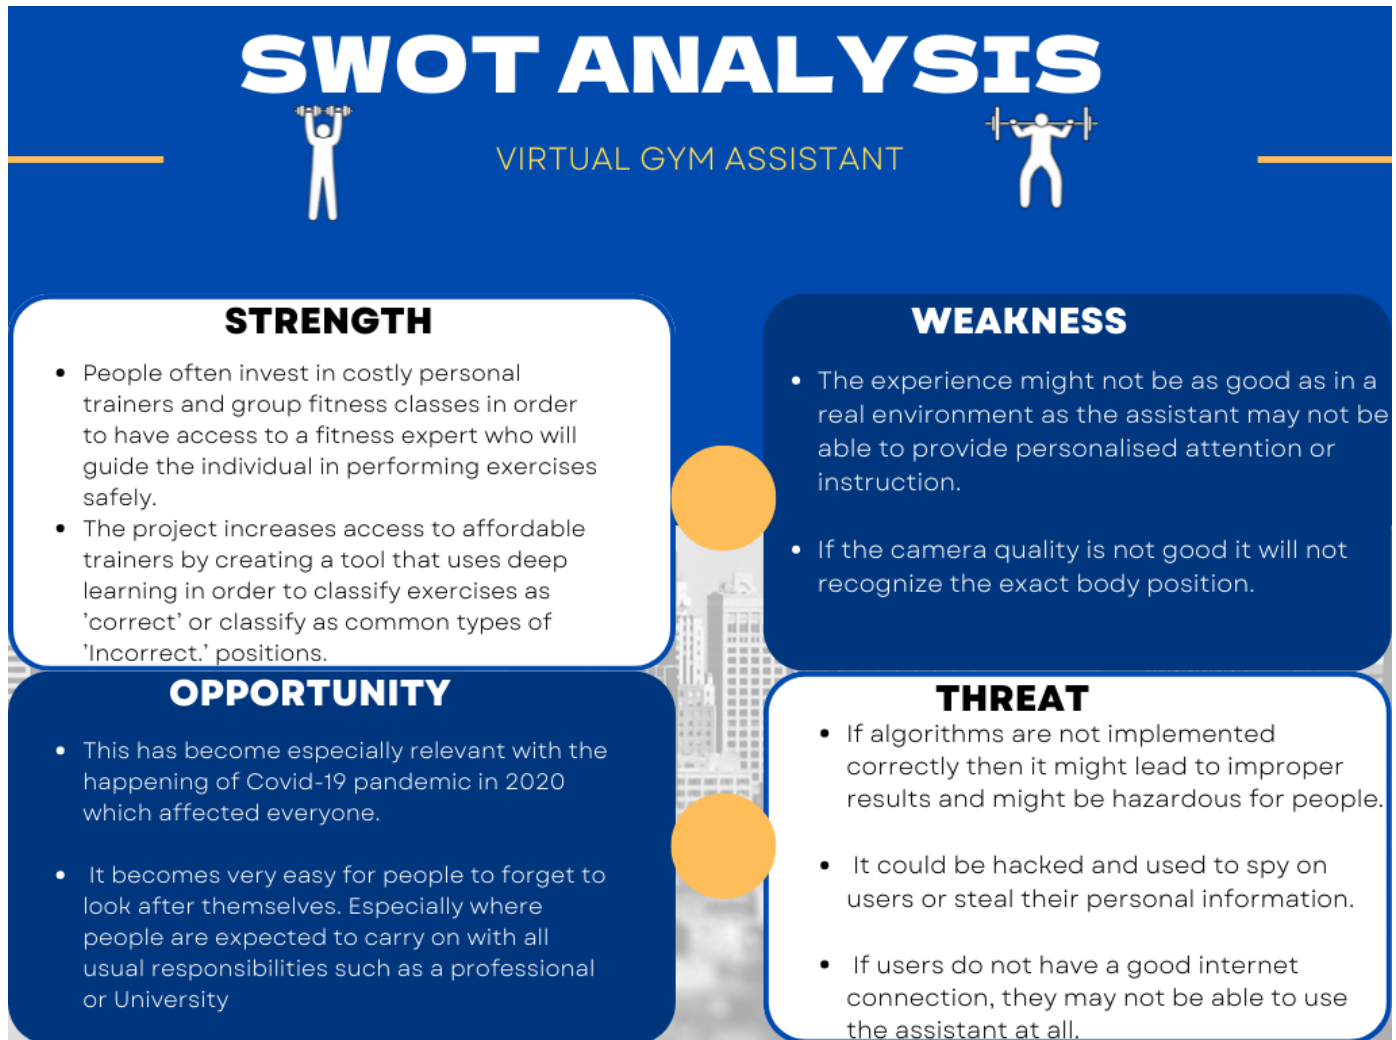 SWOT ANALYSIS
VIRTUAL GYM ASSISTANT
STRENGTH
• People often invest in costly personal
trainers and group fitness classes in order
to have access to a fitness expert who will
guide the individual in performing exercises
safely.
• The project increases access to affordable
trainers by creating a tool that uses deep
learning in order to classify exercises as
'correct' or classify as common types of
'Incorrect.' positions.
WEAKNESS
• The experience might not be as good as in a
real environment as the assistant may not be
able to provide personalised attention or
instruction.
• If the camera quality is not good it will not
recognize the exact body position.
OPPORTUNITY
• This has become especially relevant with the
happening of Covid-19 pandemic in 2020
which affected everyone.
• It becomes very easy for people to forget to
look after themselves. Especially where
people are expected to carry on with all
usual responsibilities such as a professional
or University
THREAT
• If algorithms are not implemented
correctly then it might lead to improper
results and might be hazardous for people.
• It could be hacked and used to spy on
users or steal their personal information.
• If users do not have a good internet
connection, they may not be able to use
the assistant at all.